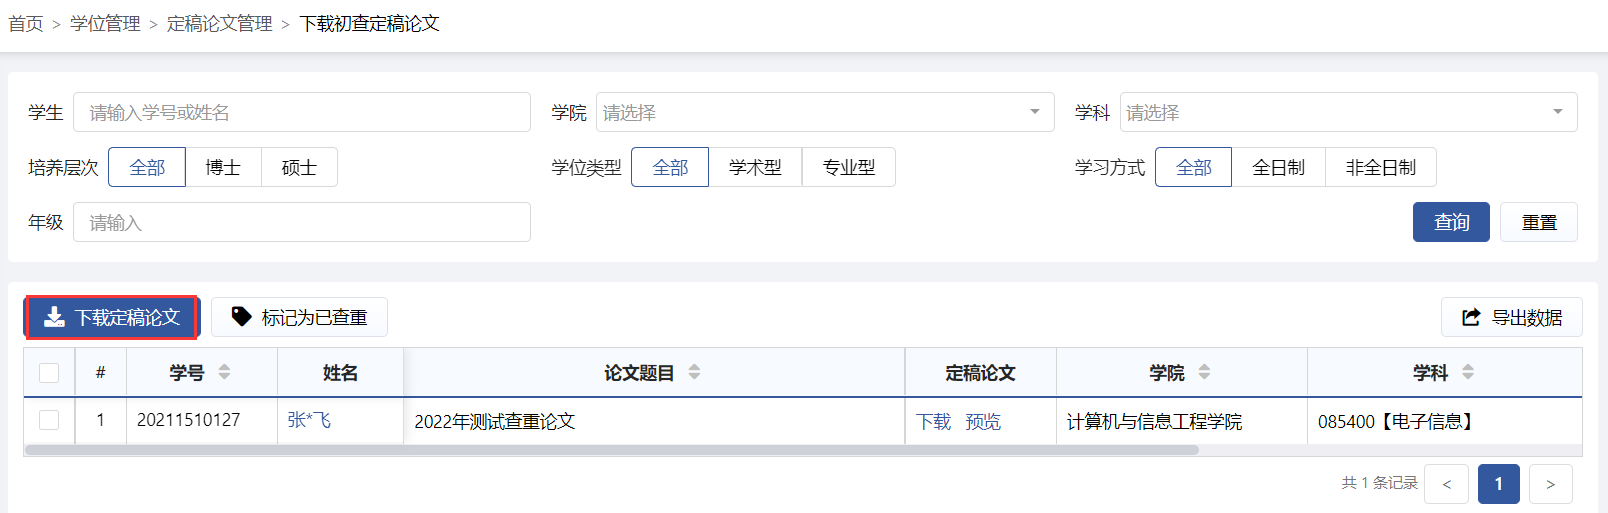 首页 > 学位管理 > 定稿论文管理 > 下载初查定稿论文
学生 请输入学号或姓名 学院 请选择 学科 请选择
培养层次 全部 博士 硕士 学位类型 全部 学术型 专业型 学习方式 全部 全日制 非全日制
年级 请输入 查询 重置
下载定稿论文 标记为已查重 导出数据
# 学号 姓名 论文题目 定稿论文 学院 学科
1 20211510127 张*飞 2022年测试查重论文 下载 预览 计算机与信息工程学院 085400【电子信息】
共 1 条记录 < 1 >